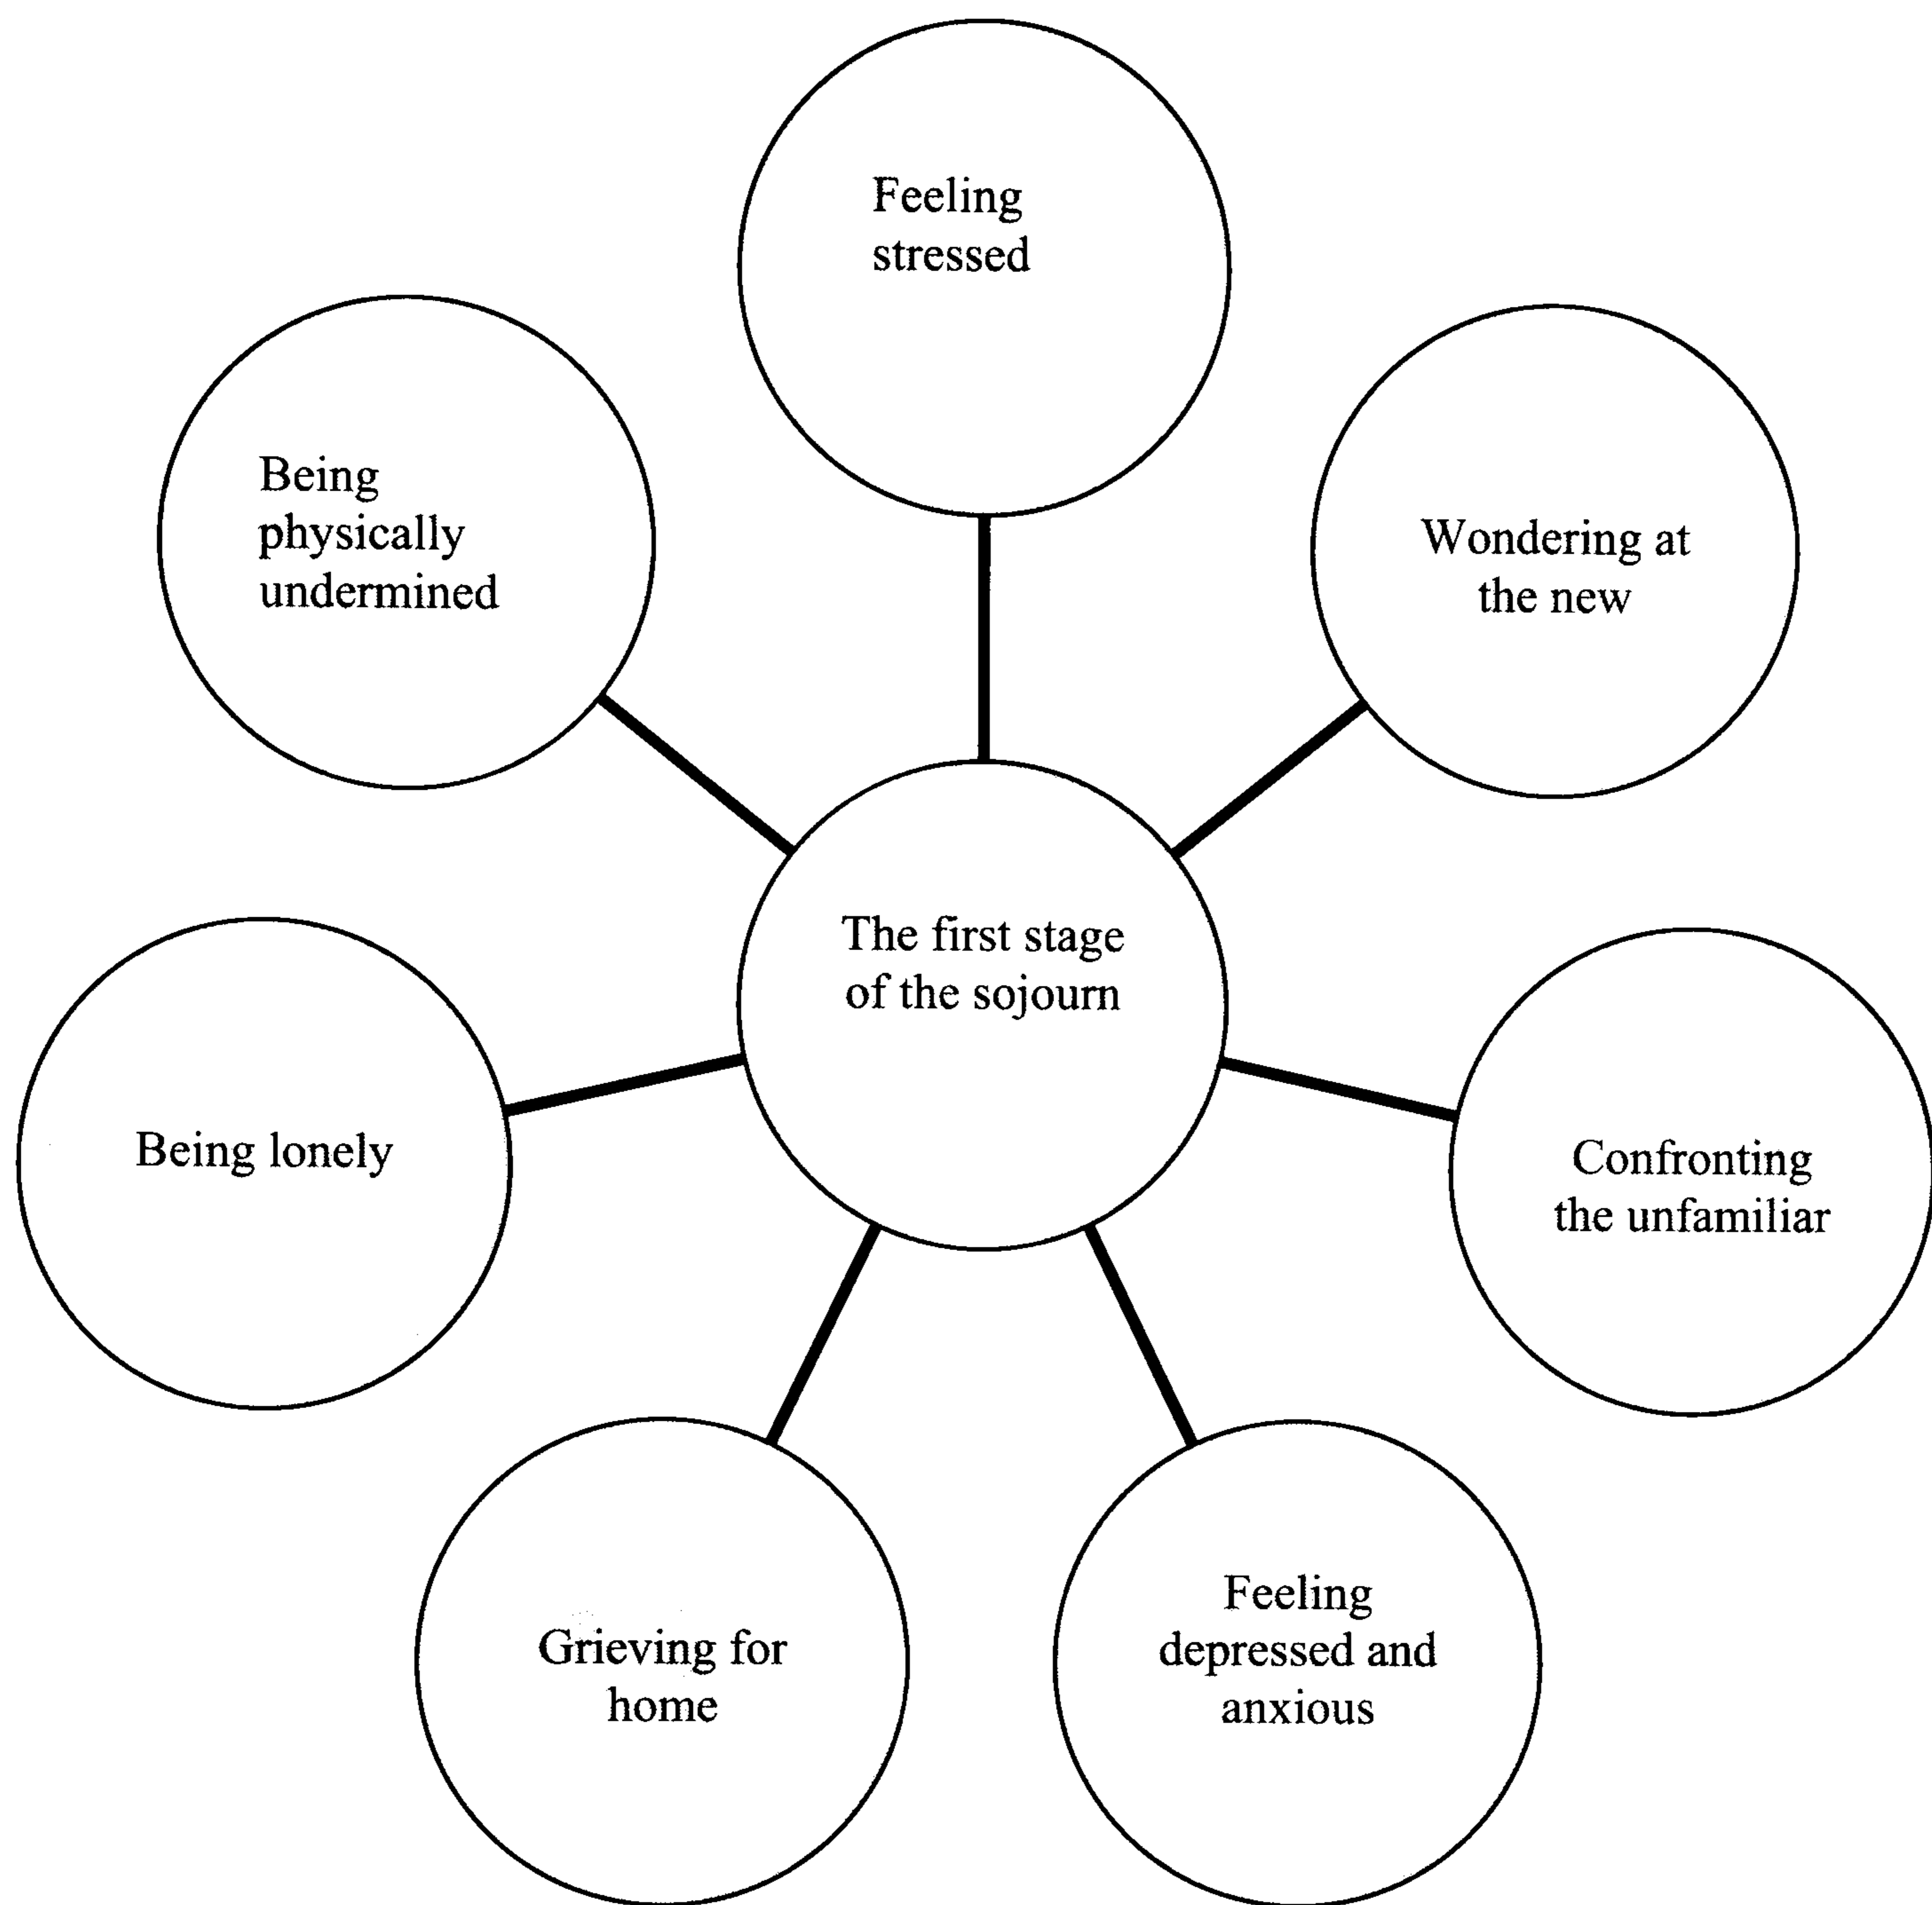 Feeling
stressed
Being
physically
undermined
Wondering at
the new
The first stage
of the sojourn
Being lonely
Confronting
the unfamiliar
Grieving for
home
Feeling
depressed and
anxious